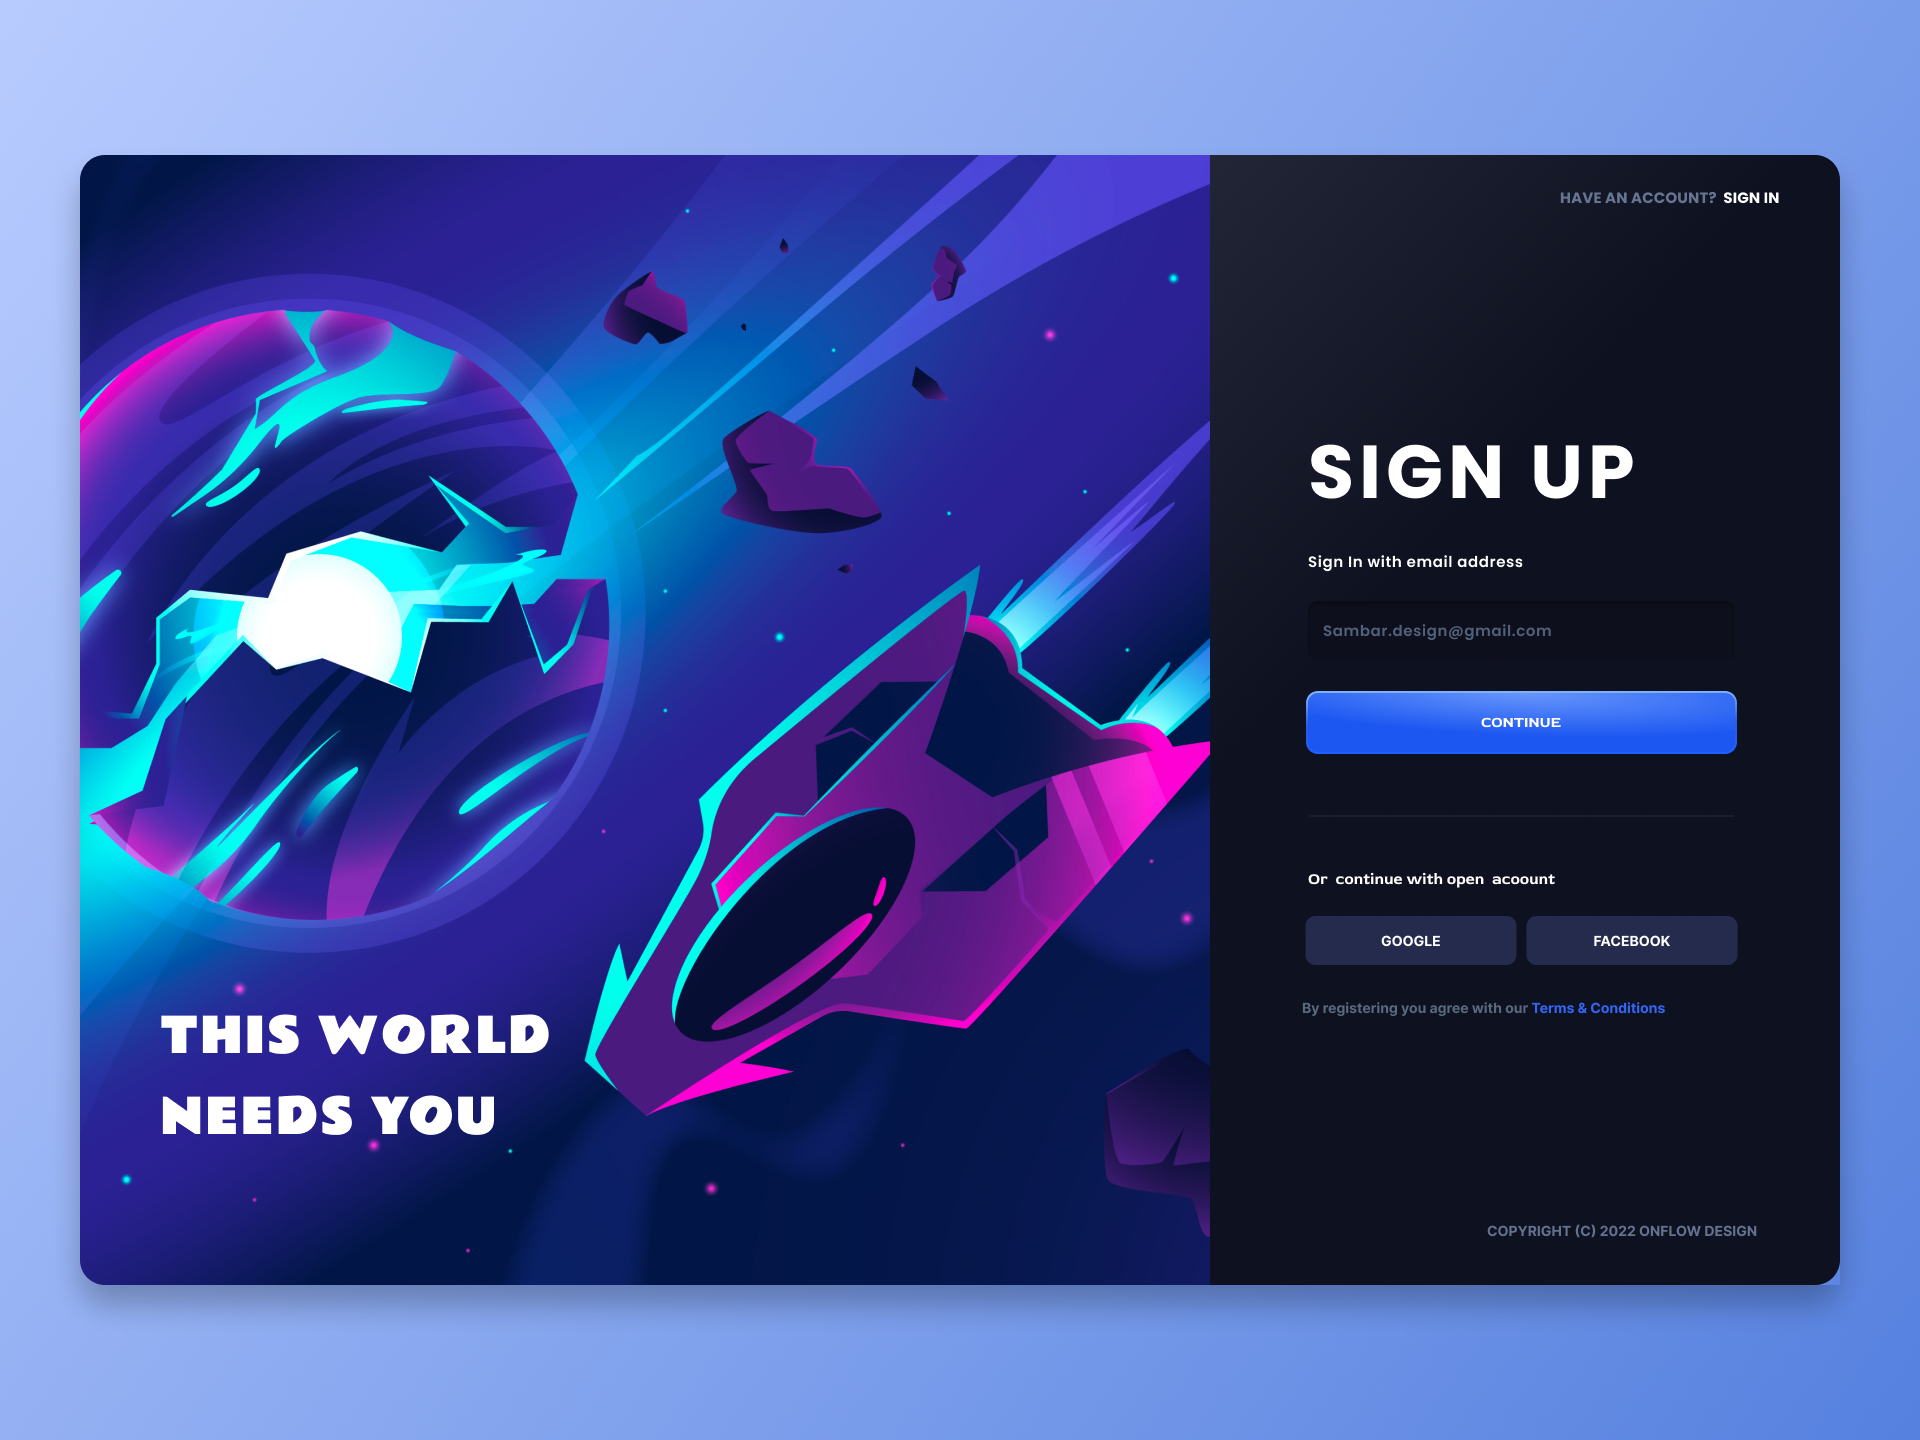 HAVE AN ACCOUNT? SIGN IN
SIGN UP
Sign In with email address
Sambar.design@gmail.com
CONTINUE
Or continue with open acoount
GOOGLE FACEBOOK
By registering you agree with our Terms & Conditions
THIS WORLD
NEEDS YOU
COPYRIGHT (C) 2022 ONFLOW DESIGN